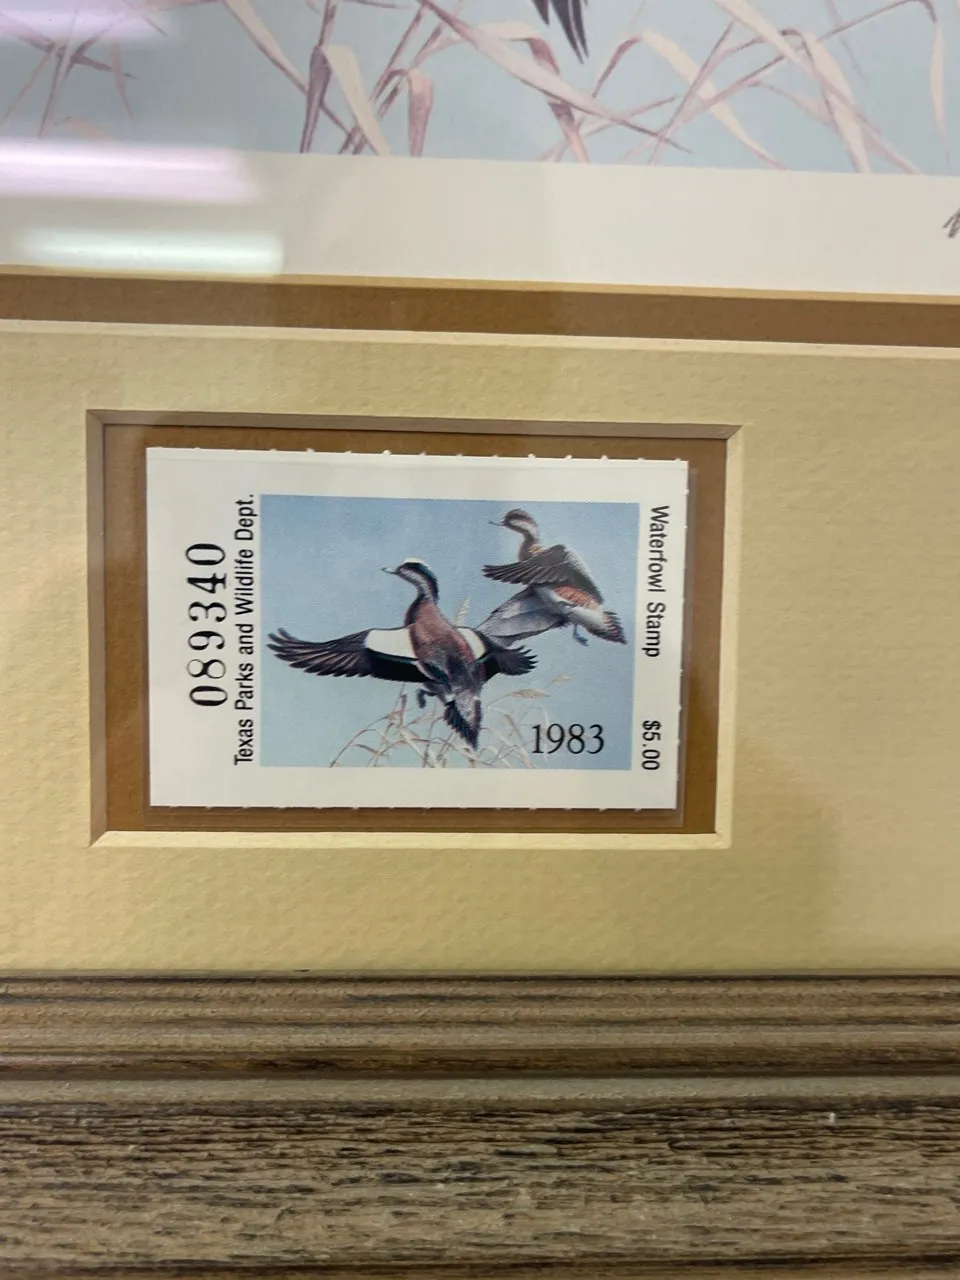 089340
Texas Parks and Wildlife Dept.
1983
Waterfowl Stamp $5.00